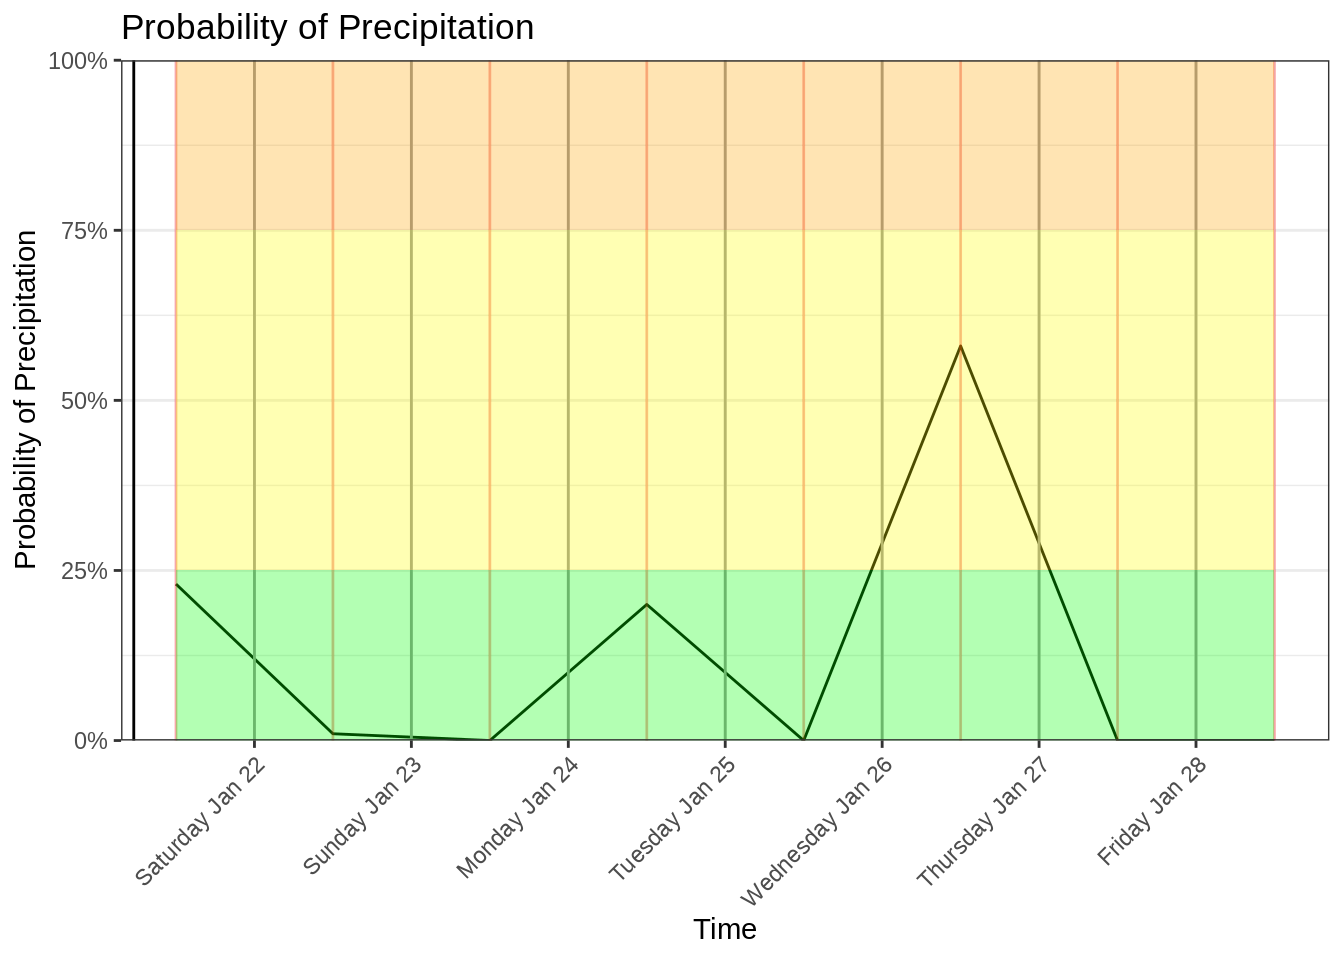 Probability of Precipitation
Probability of Precipitation
100%
75%
50%
25%
0%
Saturday Jan 22
Sunday Jan 23
Monday Jan 24
Tuesday Jan 25
Wednesday Jan 26
Thursday Jan 27
Friday Jan 28
Time